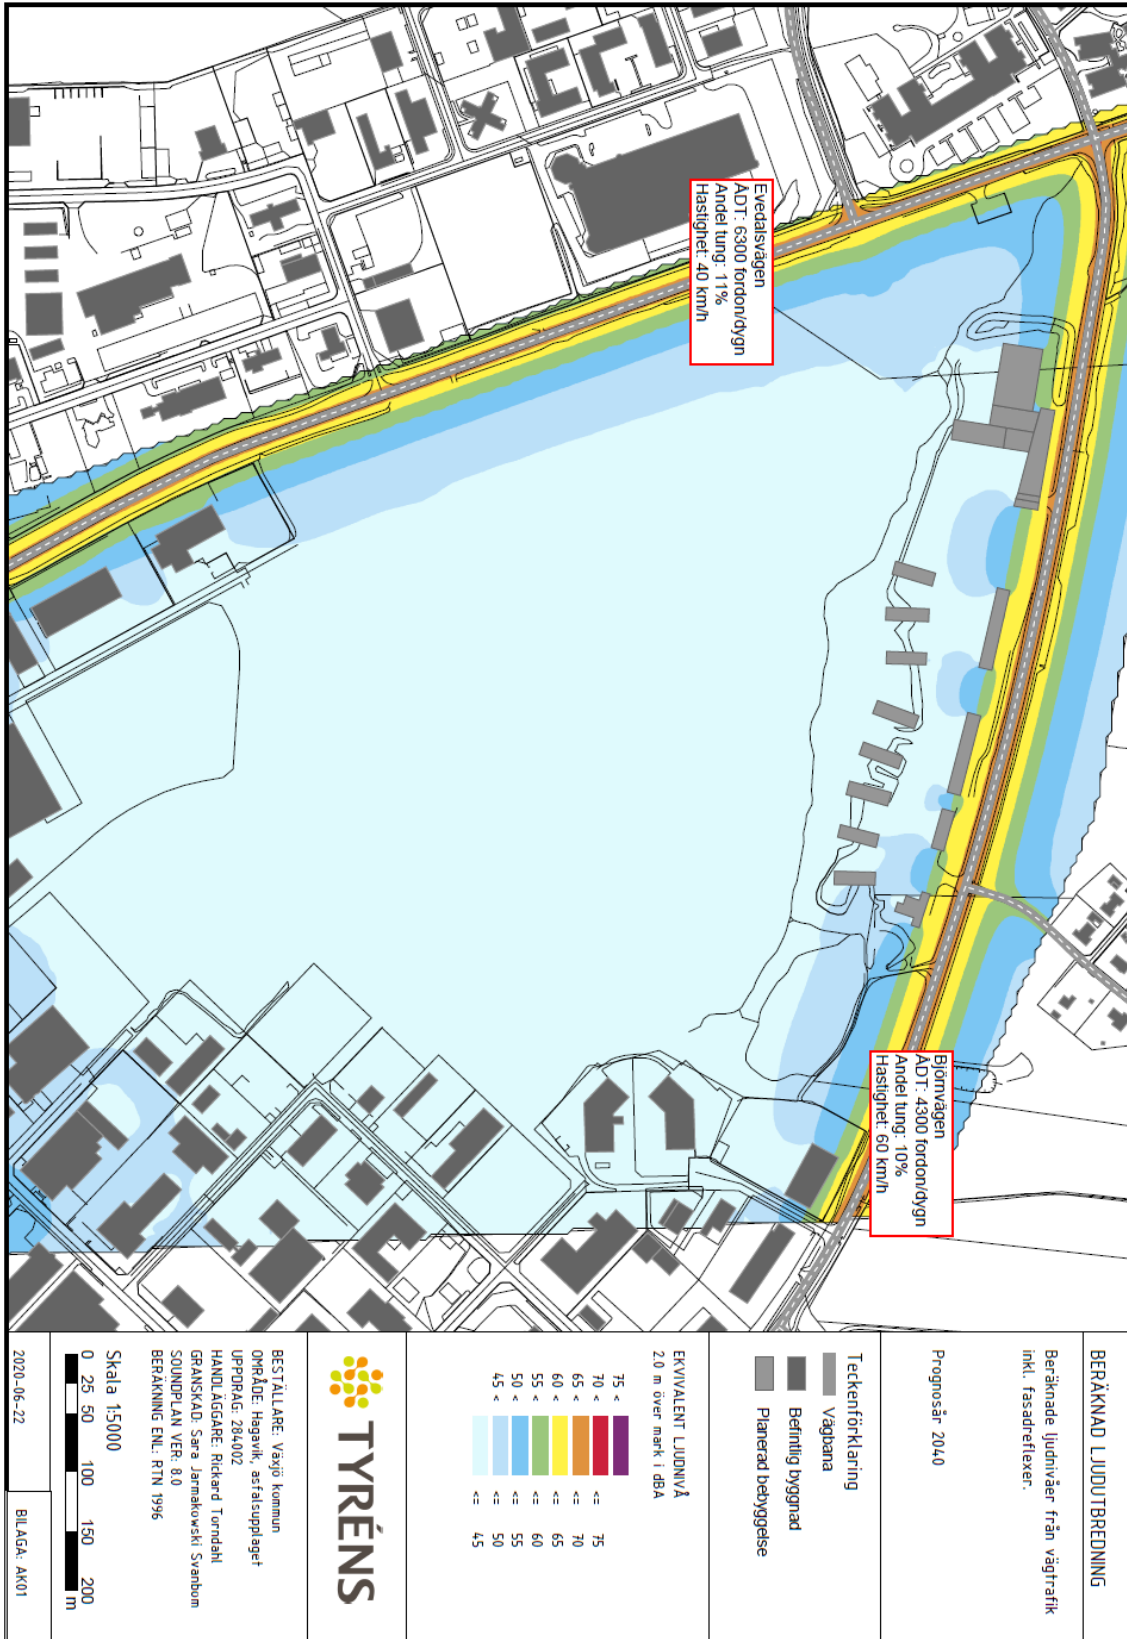 BERÄKNAD LJUDUTBREDNING
Beräknade ljudnivåer från vägtrafik
inkl. fasadreflexer.
Prognosår 2040
Teckenförklaring
Vägbana
Befintlig byggnad
Planerad bebyggelse
EKVIVALENT LJUDNIVÅ
2.0 m över mark i dBA
75 <
70 < <= 75
65 < <= 70
60 < <= 65
55 < <= 60
50 < <= 55
45 < <= 50
<= 45
TYRÉNS
BESTÄLLARE: Växjö kommun
OMRÅDE: Hagavik, asfaltsupplaget
UPPDRAG: 284002
HANDLÄGGARE: Rickard Torndahl
GRANSKAD: Sara Jarmakowski Svanbom
SOUNDPLAN VER: 8.0
BERÄKNING ENL: RTN 1996
Skala 1:5000
0 25 50 100 150 200
m
2020-06-22
BILAGA: AK01
Evedalsvägen
ÅDT: 6300 fordon/dygn
Andel tung: 11%
Hastighet: 40 km/h
Björnvägen
ÅDT: 4300 fordon/dygn
Andel tung: 10%
Hastighet: 60 km/h